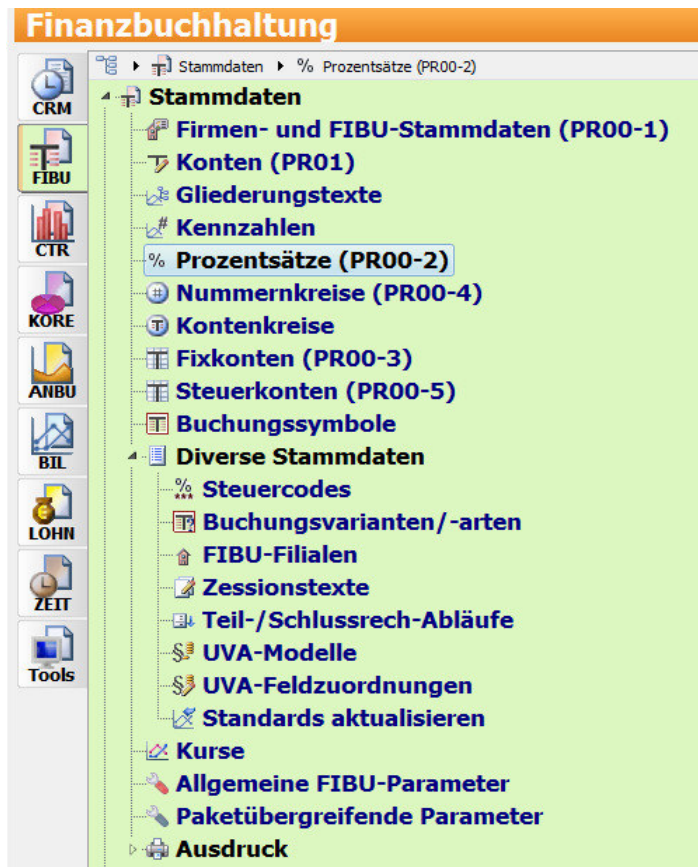 Finanzbuchhaltung
Stammdaten % Prozentsätze (PR00-2)
CRM
FIBU
CTR
KORE
ANBU
BIL
LOHN
ZEIT
Tools
Stammdaten
Firmen- und FIBU-Stammdaten (PR00-1)
Konten (PR01)
Gliederungstexte
Kennzahlen
% Prozentsätze (PR00-2)
Nummernkreise (PR00-4)
Kontenkreise
Fixkonten (PR00-3)
Steuerkonten (PR00-5)
Buchungssymbole
Diverse Stammdaten
Steuercodes
Buchungsvarianten/-arten
FIBU-Filialen
Zessionstexte
Teil-/Schlussrech-Abläufe
UVA-Modelle
UVA-Feldzuordnungen
Standards aktualisieren
Kurse
Allgemeine FIBU-Parameter
Paketübergreifende Parameter
Ausdruck